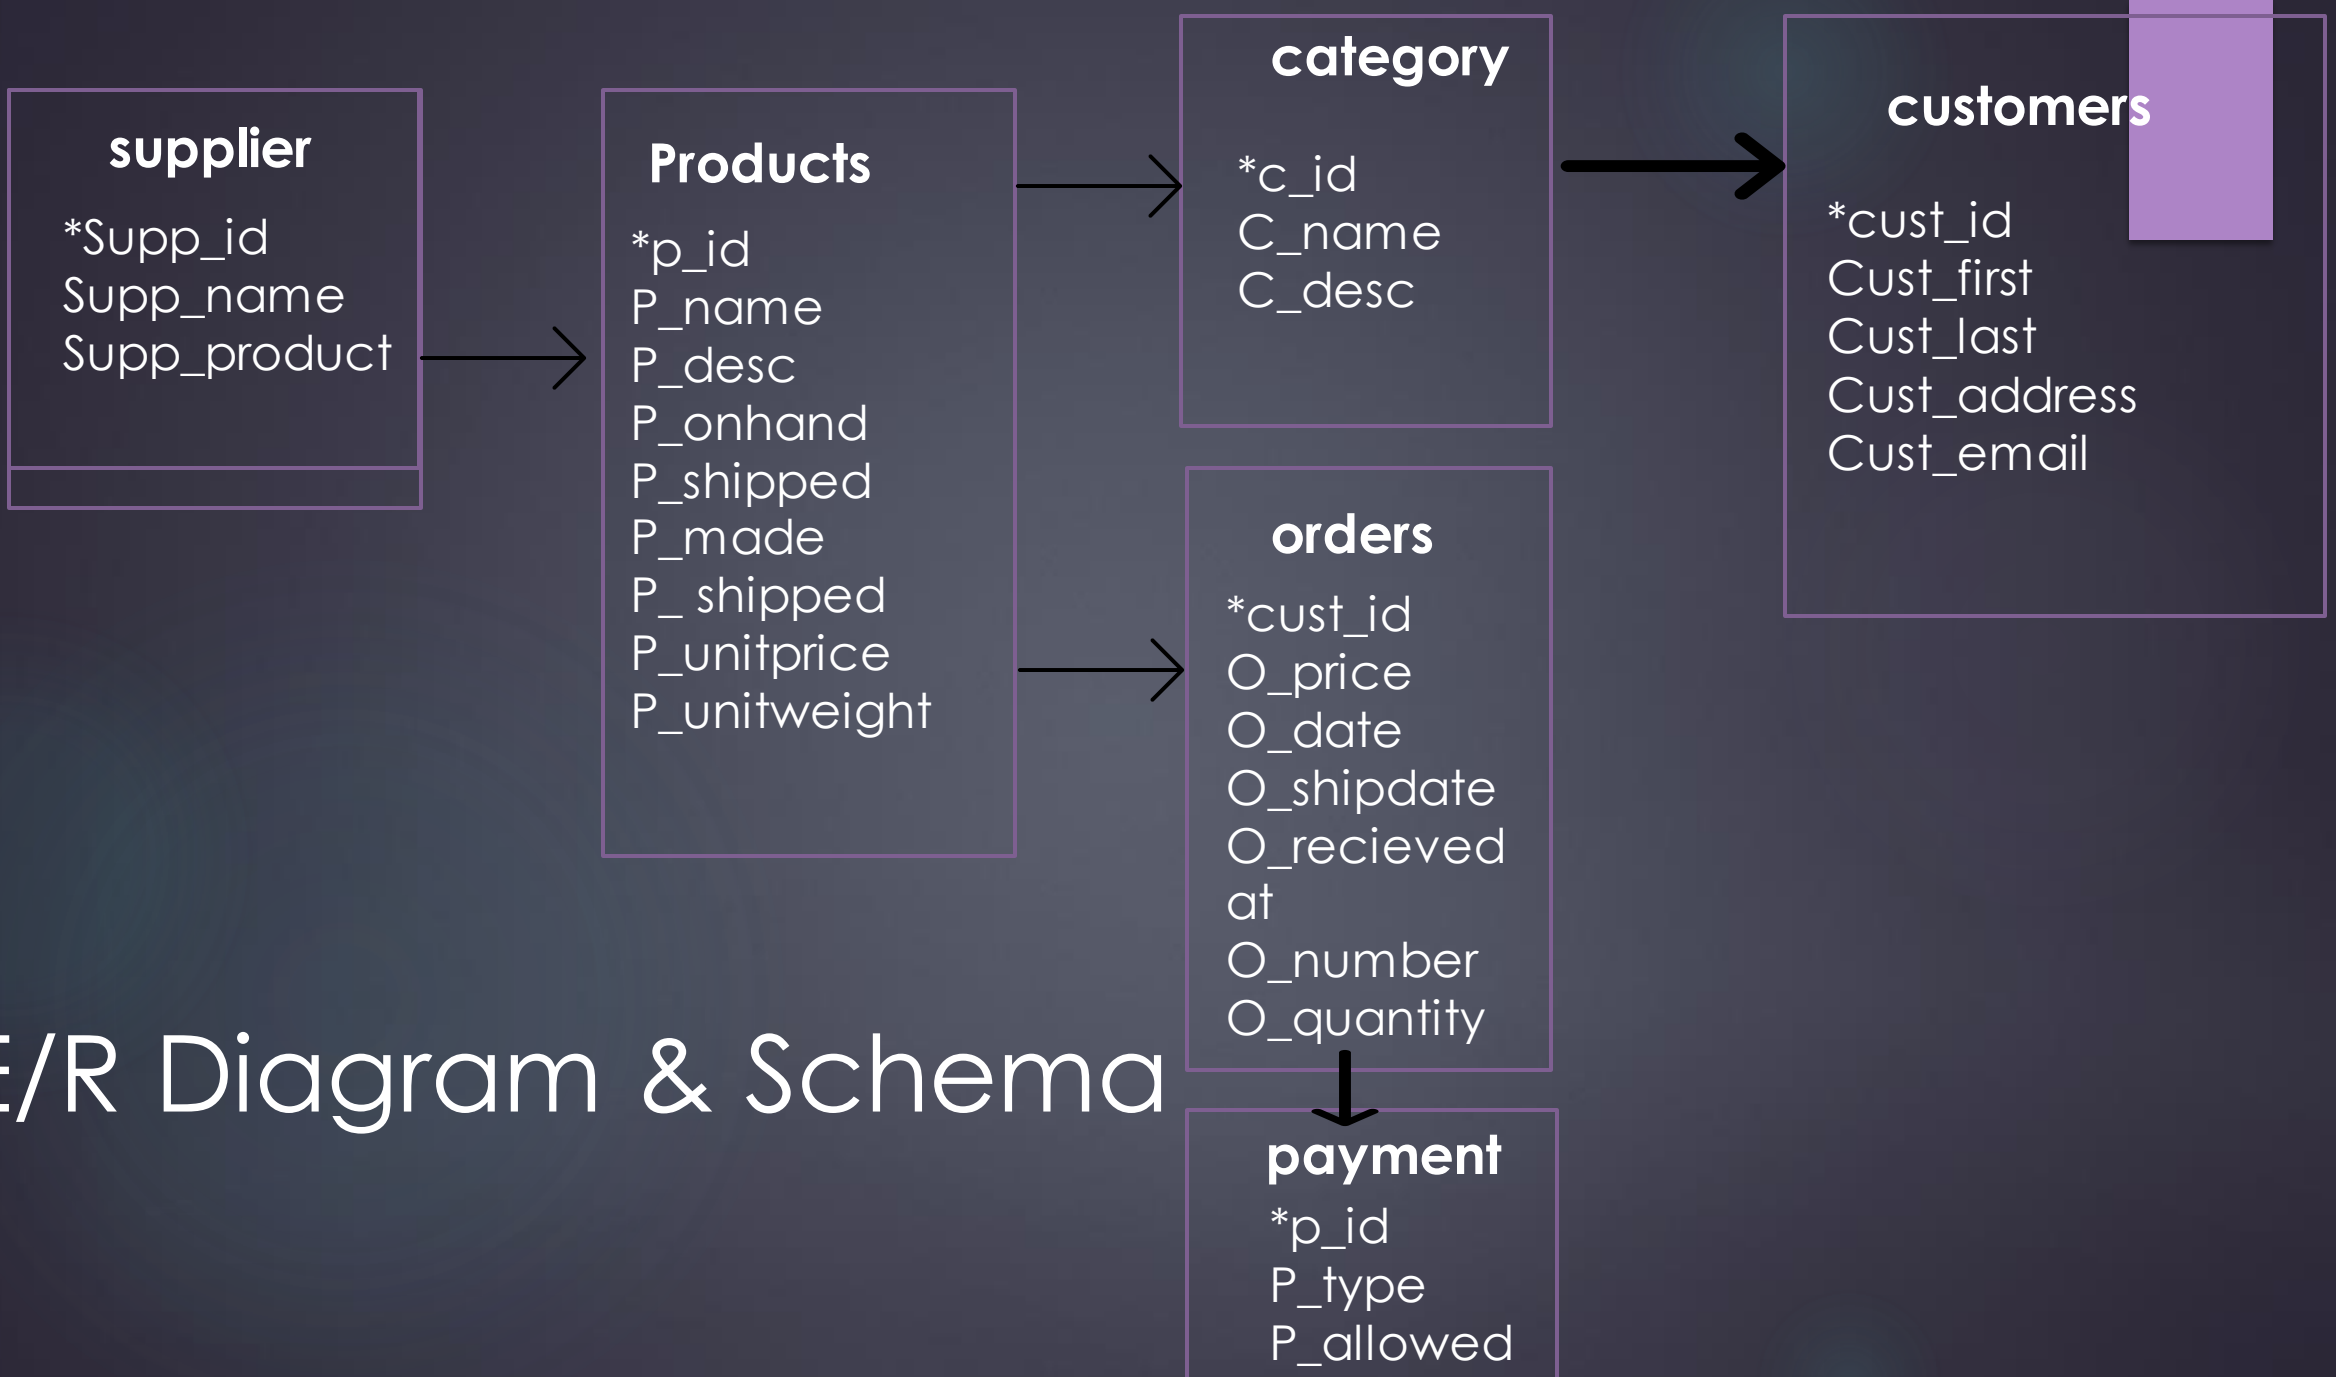 supplier
*Supp_id
Supp_name
Supp_product
Products
*p_id
P_name
P_desc
P_onhand
P_shipped
P_made
P_ shipped
P_unitprice
P_unitweight
category
*c_id
C_name
C_desc
customers
*cust_id
Cust_first
Cust_last
Cust_address
Cust_email
orders
*cust_id
O_price
O_date
O_shipdate
O_recieved
at
O_number
O_quantity
E/R Diagram & Schema
payment
*p_id
P_type
P_allowed